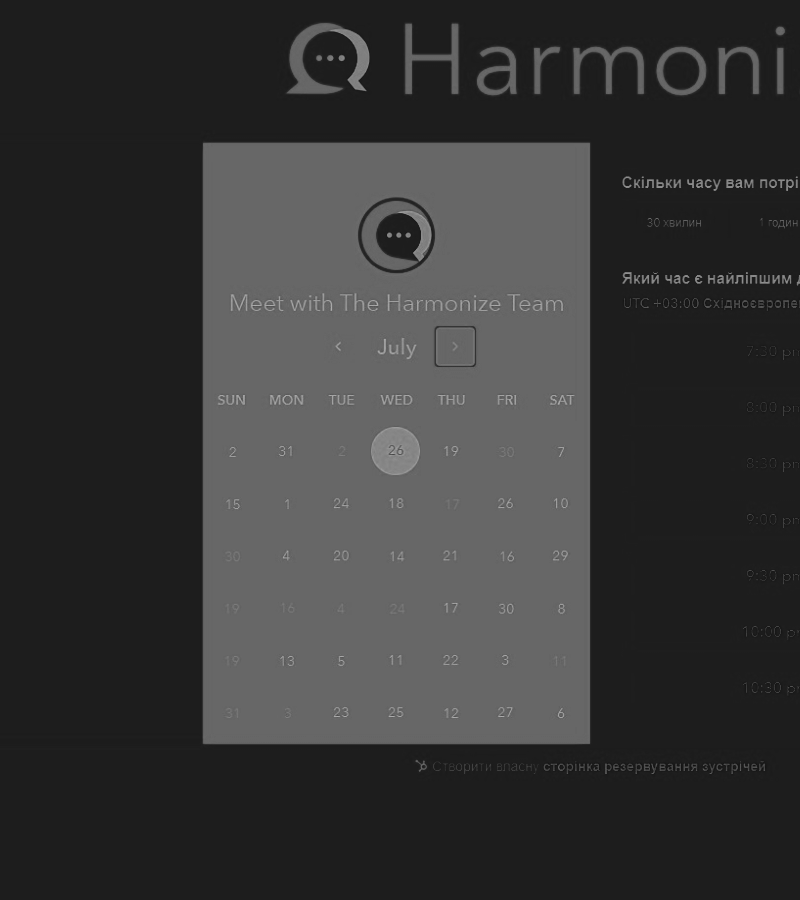 Harmoni
Скільки часу вам потрі
30 хвилин 1 годин
Meet with The Harmonize Team
July
Який час є найліпшим
UTC +03:00 Східноєвропе
SUN MON TUE WED THU FRI SAT
2 31 2 26 19 30 7
15 1 24 18 17 26 10
30 4 20 14 21 16 29
19 16 4 24 17 30 8
19 13 5 11 22 3 11
31 3 23 25 12 27 6
7:30 pm
8:00 pm
8:30 pm
9:00 pm
9:30 pm
10:00 p
10:30 p
Створити власну сторінка резервування зустрічей